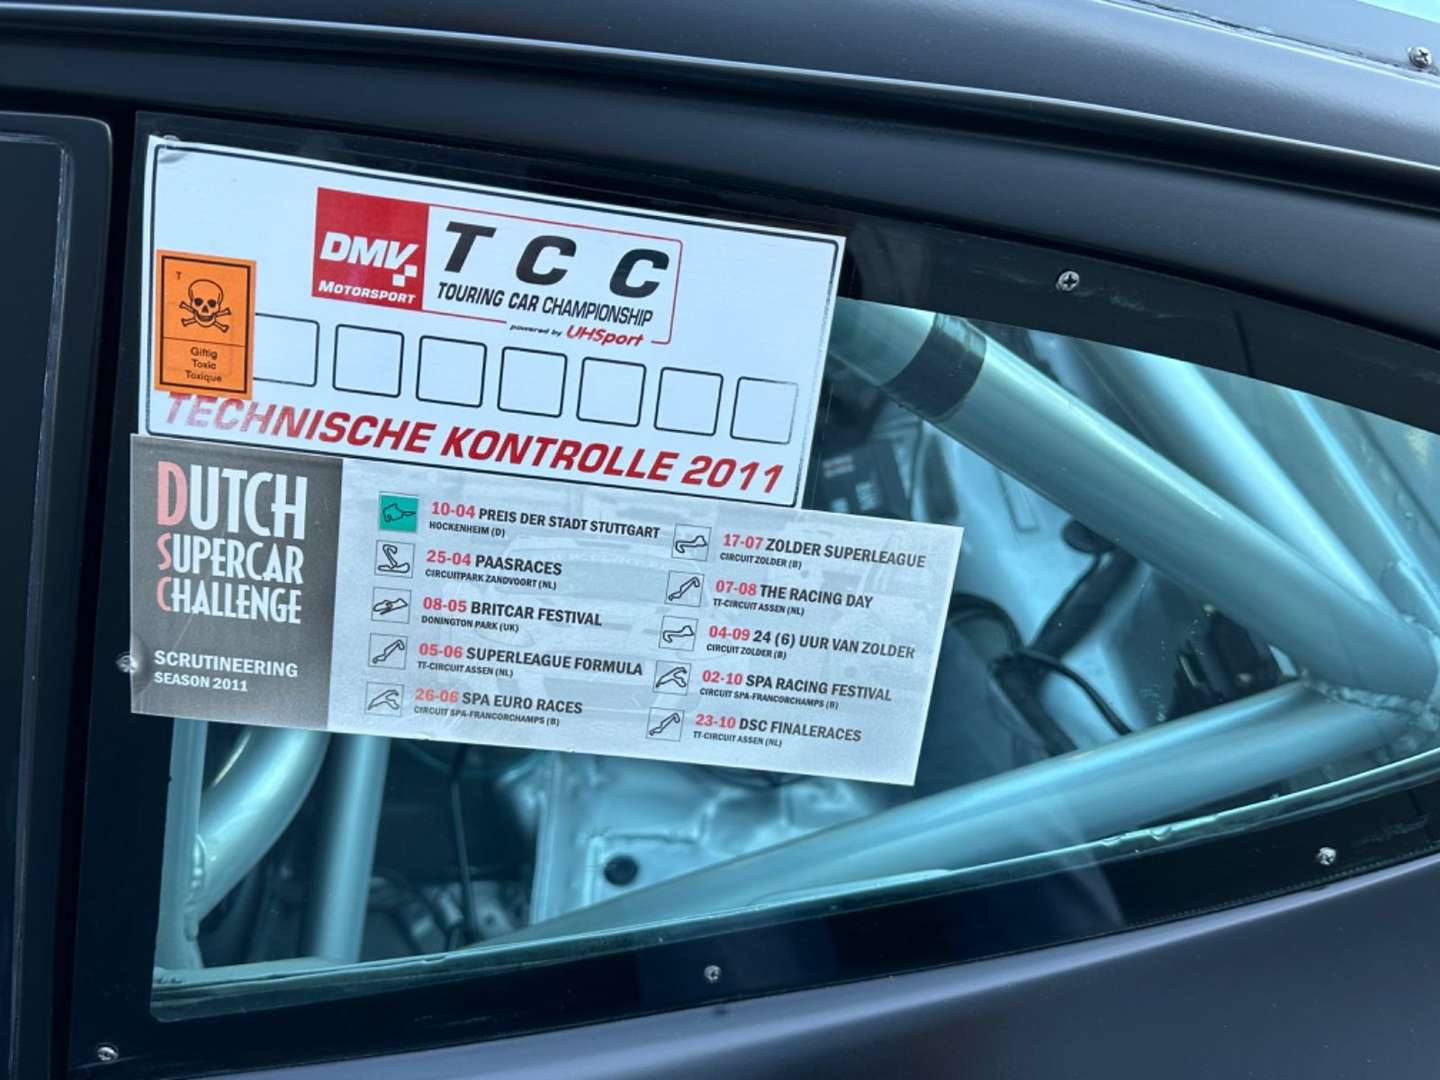 DMV
MOTORSPORT
TCC
TOURING CAR CHAMPIONSHIP
powered by UHSport
T
Giftig
Toxic
Toxique
TECHNISCHE KONTROLLE 2011
DUTCH
SUPERCAR
CHALLENGE
SCRUTINEERING
SEASON 2011
10-04 PREIS DER STADT STUTTGART
HOCKENHEIM (D)
25-04 PAASRACES
CIRCUITPARK ZANDVOORT (NL)
08-05 BRITCAR FESTIVAL
DONINGTON PARK (UK)
05-06 SUPERLEAGUE FORMULA
TT-CIRCUIT ASSEN (NL)
26-06 SPA EURO RACES
CIRCUIT SPA-FRANCORCHAMPS (B)
17-07 ZOLDER SUPERLEAGUE
CIRCUIT ZOLDER (B)
07-08 THE RACING DAY
TT-CIRCUIT ASSEN (NL)
04-09 24 (6) UUR VAN ZOLDER
CIRCUIT ZOLDER (B)
02-10 SPA RACING FESTIVAL
CIRCUIT SPA-FRANCORCHAMPS (B)
23-10 DSC FINALERACES
TT-CIRCUIT ASSEN (NL)